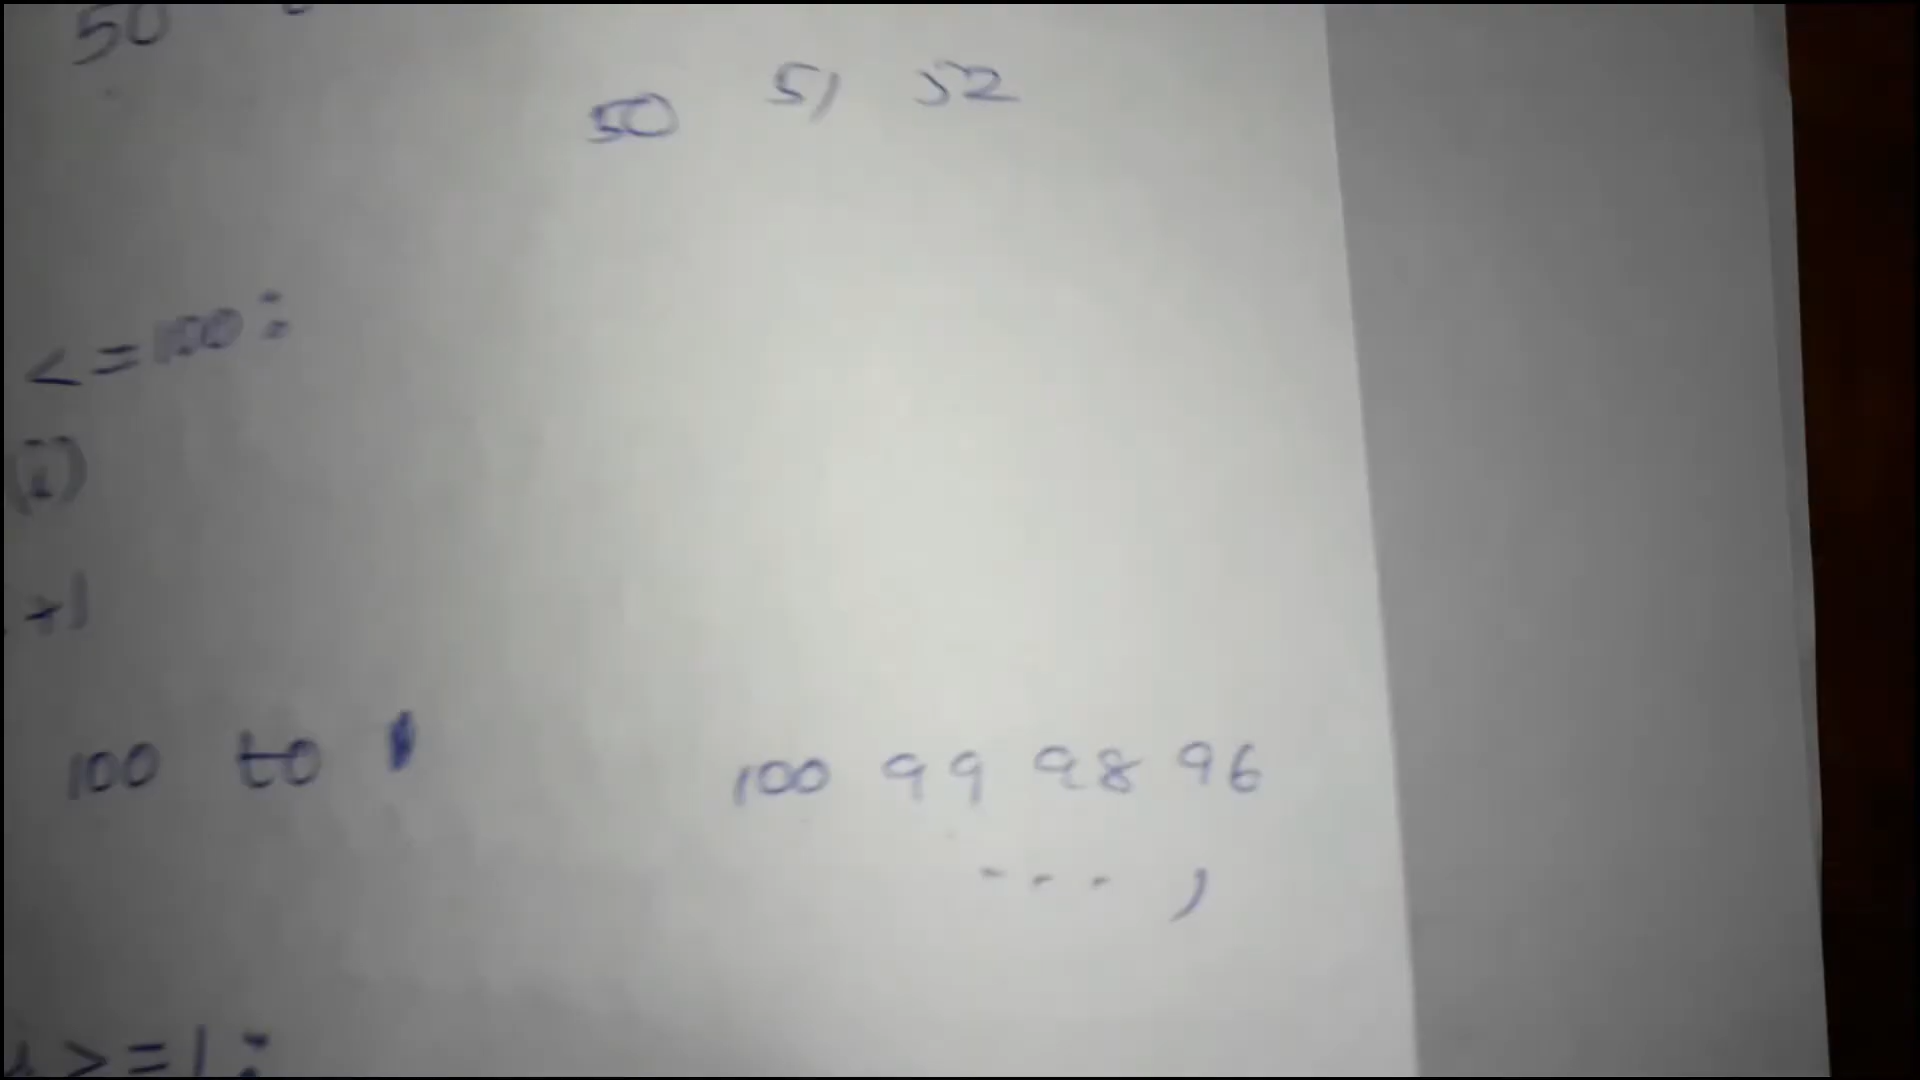 50
50 51 52
<=100:
(i)
+1
100 to 1 100 99 98 96
- - - ,
>=1: